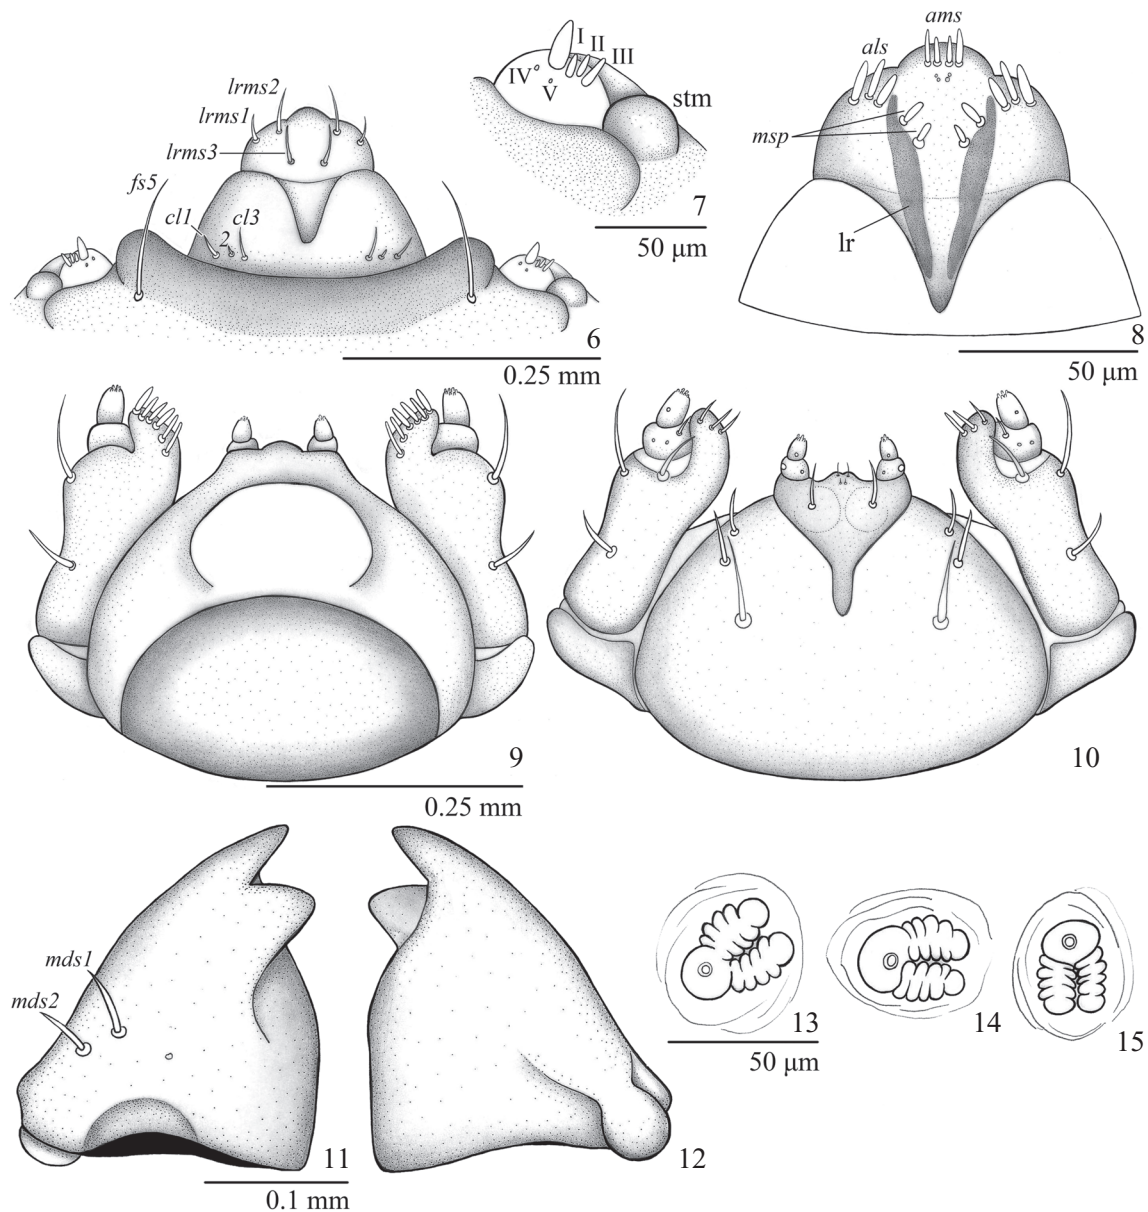 lrms2
lrms1
lrms3
fs5
cl1
cl3
2
6
0.25 mm
I
II
III
IV
V
stm
7
50 µm
ams
als
msp
lr
8
50 µm
9
0.25 mm
10
mds1
mds2
11
0.1 mm
12
13
50 µm
14
15